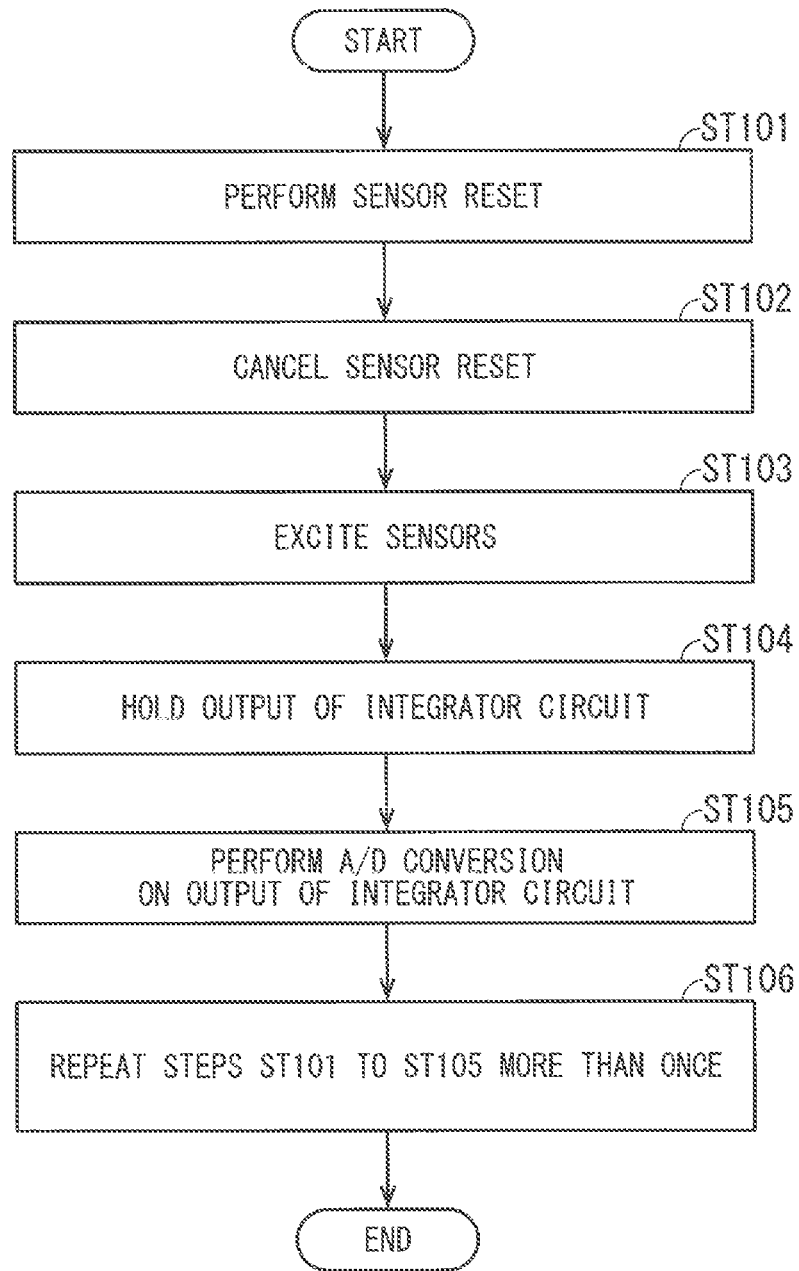 START
ST101
PERFORM SENSOR RESET
ST102
CANCEL SENSOR RESET
ST103
EXCITE SENSORS
ST104
HOLD OUTPUT OF INTEGRATOR CIRCUIT
ST105
PERFORM A/D CONVERSION
ON OUTPUT OF INTEGRATOR CIRCUIT
ST106
REPEAT STEPS ST101 TO ST105 MORE THAN ONCE
END